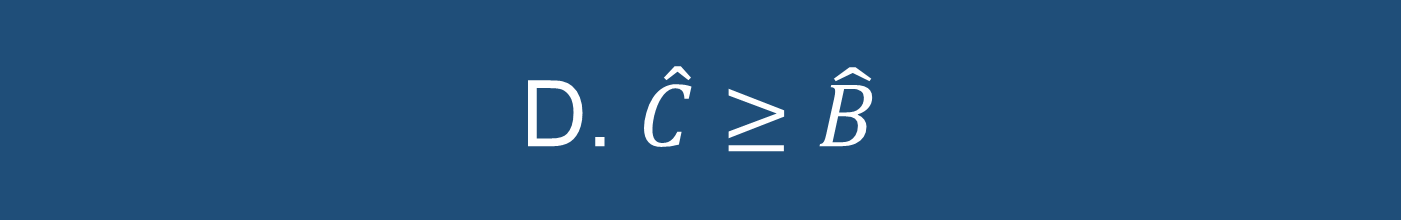 D. Ĉ ≥ B̂